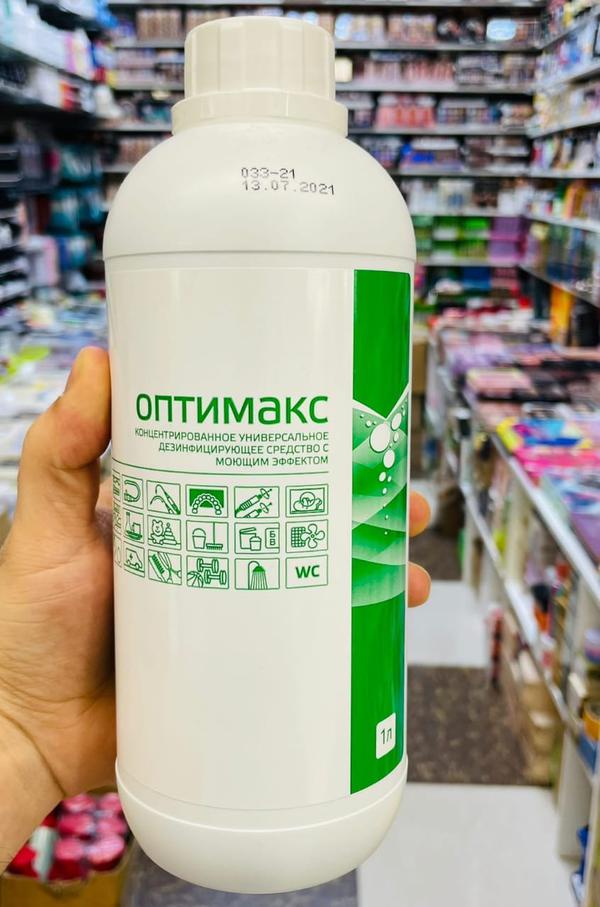 033-21
13.07.2021
оптимакс
КОНЦЕНТРИРОВАННОЕ УНИВЕРСАЛЬНОЕ
ДЕЗИНФИЦИРУЮЩЕЕ СРЕДСТВО С
МОЮЩИМ ЭФФЕКТОМ
Б
В
WC
1л